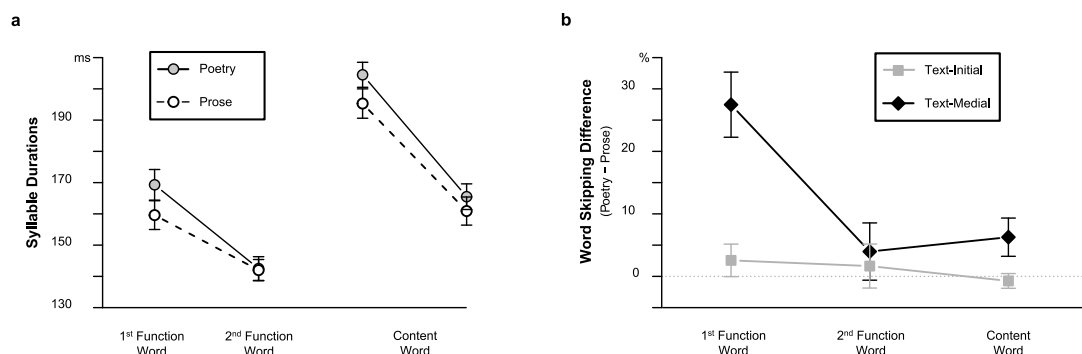 a
ms
190
170
150
130
Syllable Durations
Poetry
Prose
1st Function
Word
2nd Function
Word
Content
Word
b
%
30
20
10
0
Word Skipping Difference
(Poetry − Prose)
Text-Initial
Text-Medial
1st Function
Word
2nd Function
Word
Content
Word